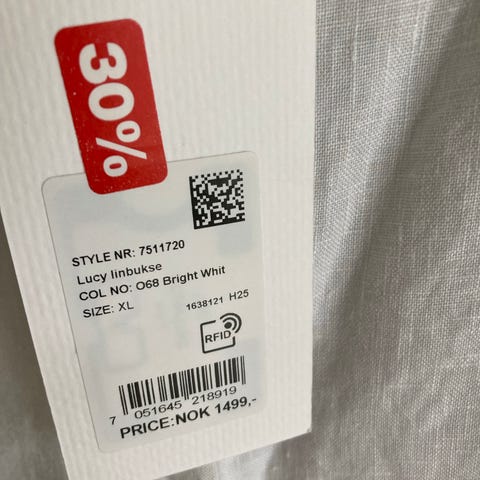 30%
STYLE NR: 7511720
Lucy linbukse
COL NO: O68 Bright Whit
SIZE: XL
1638121 H25
RFID
7 051645 218919
PRICE:NOK 1499,-